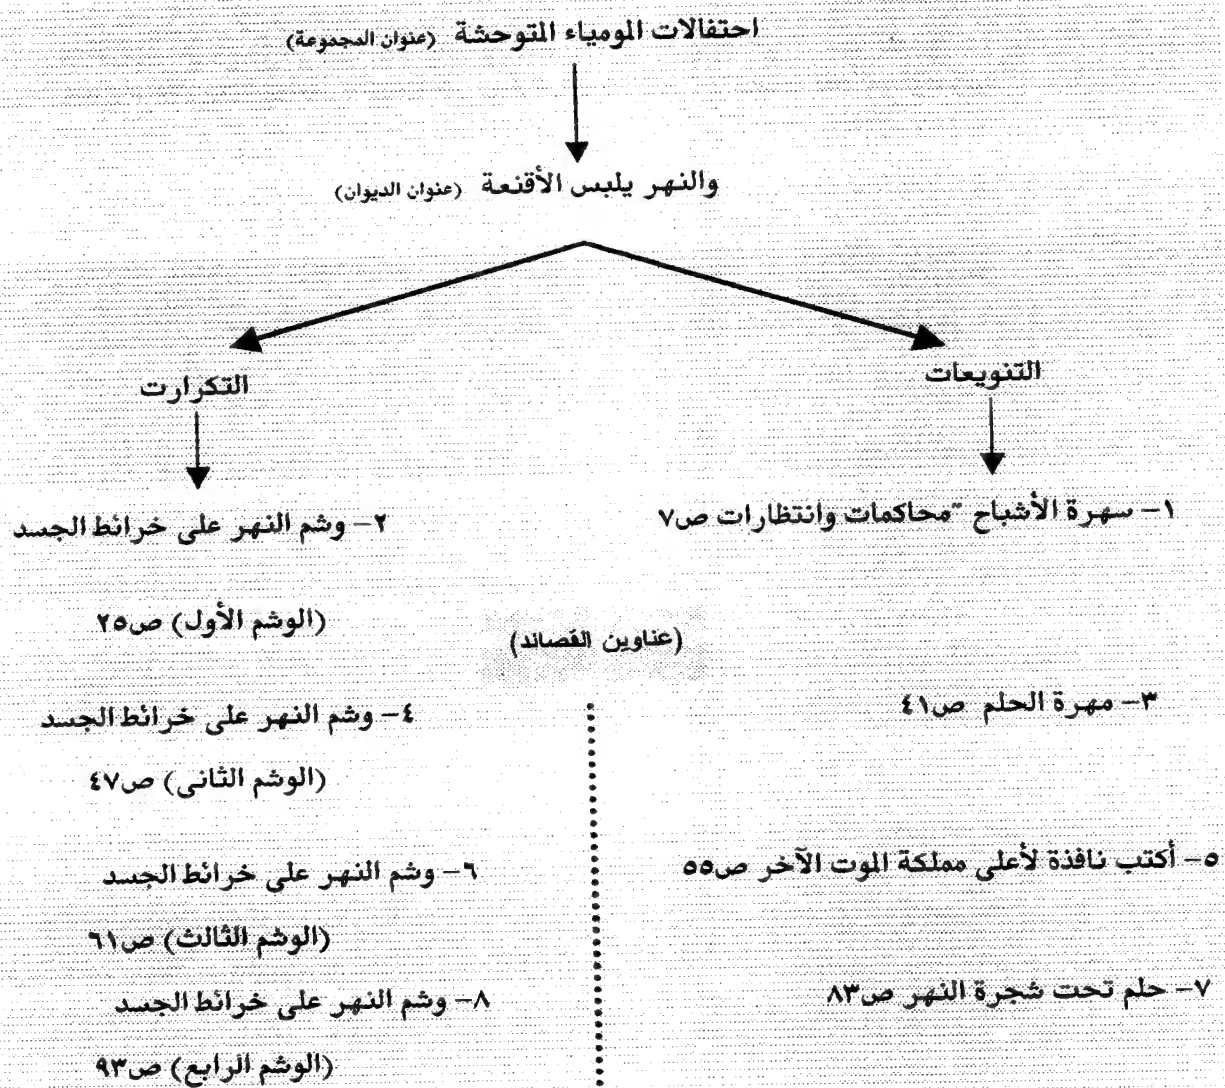 احتفالات المومياء المتوحشة (عنوان المجموعة)
والنهر يلبس الأقنعة (عنوان الديوان)
التنويعات
التكرارت
١– سهرة الأشباح "محاكمات وانتظارات ص٧
٢– وشم النهر على خرائط الجسد
(الوشم الأول) ص٢٥
(عناوين القصائد)
٣– مهرة الحلم ص٤١
٤– وشم النهر على خرائط الجسد
(الوشم الثانى) ص٤٧
٥– أكتب نافذة لأعلى مملكة الموت الآخر ص٥٥
٦– وشم النهر على خرائط الجسد
(الوشم الثالث) ص٦١
٧– حلم تحت شجرة النهر ص٨٣
٨– وشم النهر على خرائط الجسد
(الوشم الرابع) ص٩٣